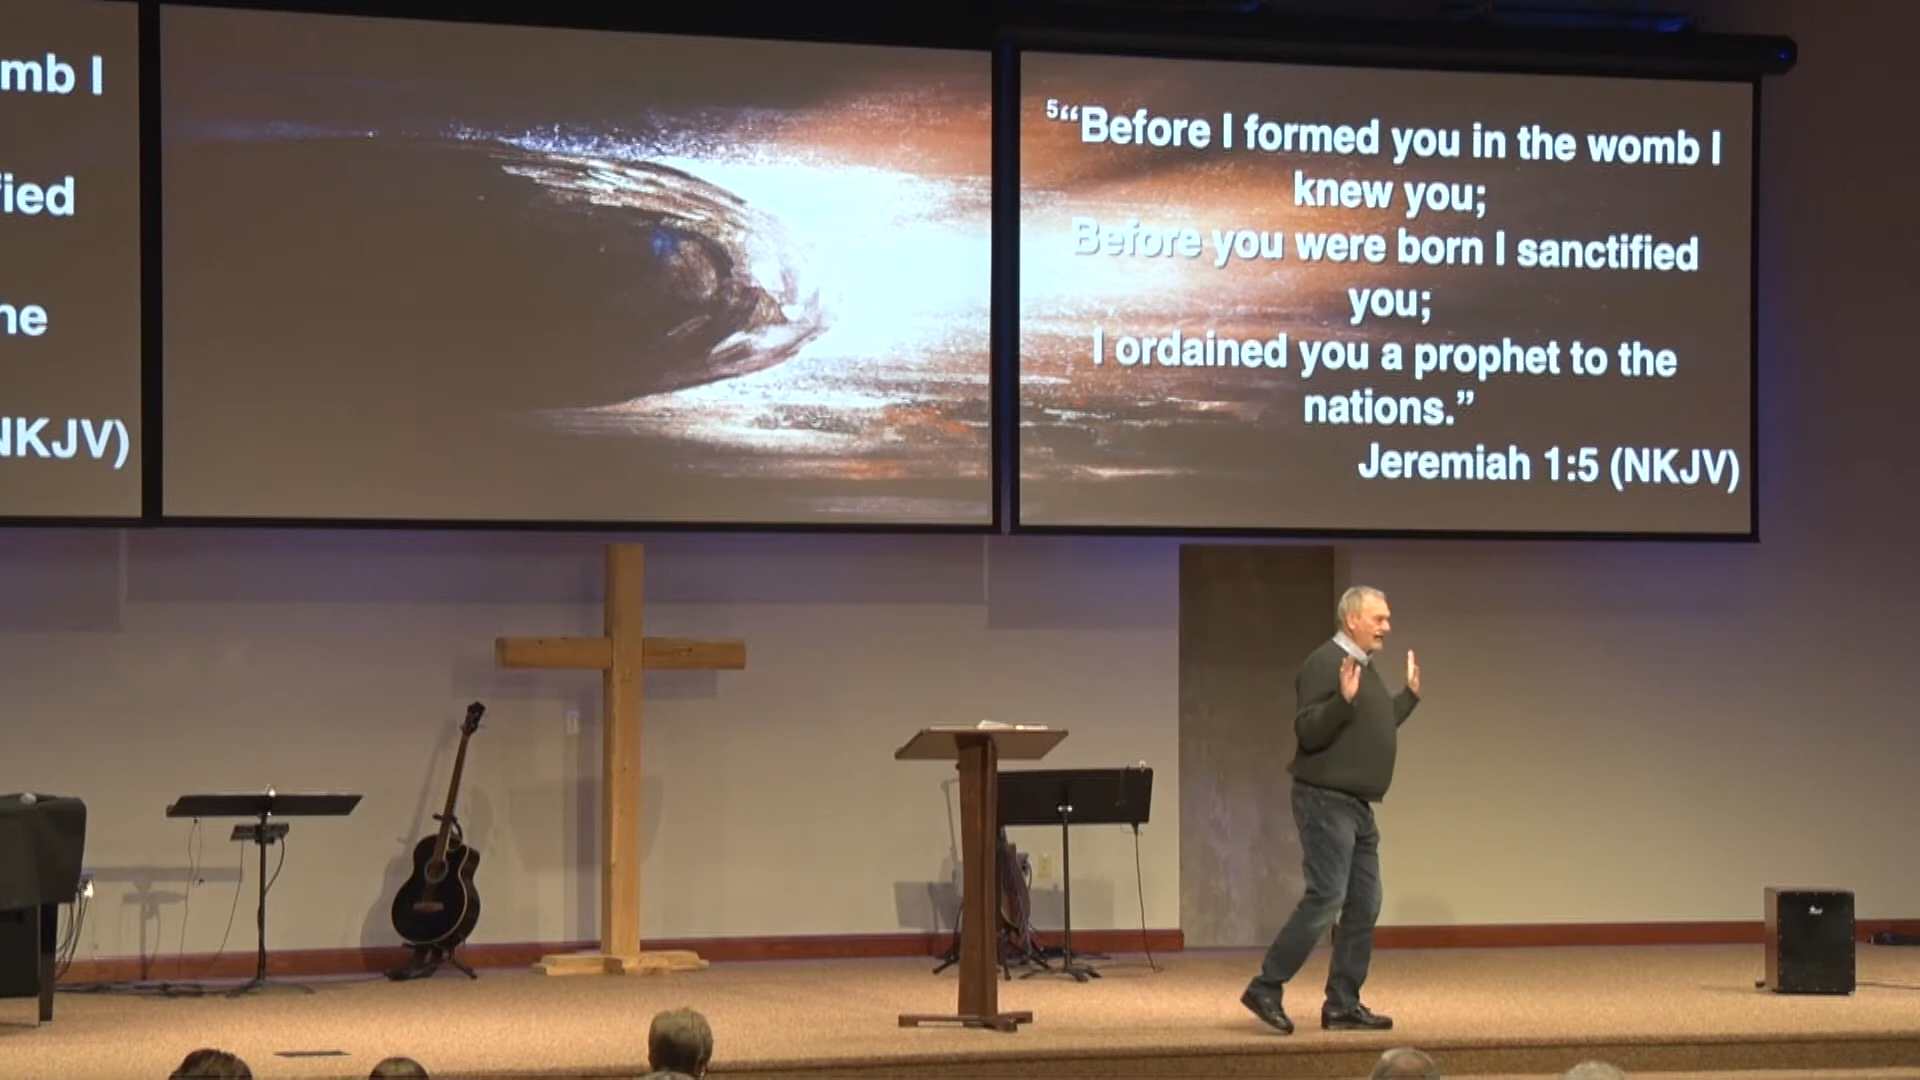 mb I
fied
he
NKJV)
⁵“Before I formed you in the womb I
knew you;
Before you were born I sanctified
you;
I ordained you a prophet to the
nations.”
Jeremiah 1:5 (NKJV)